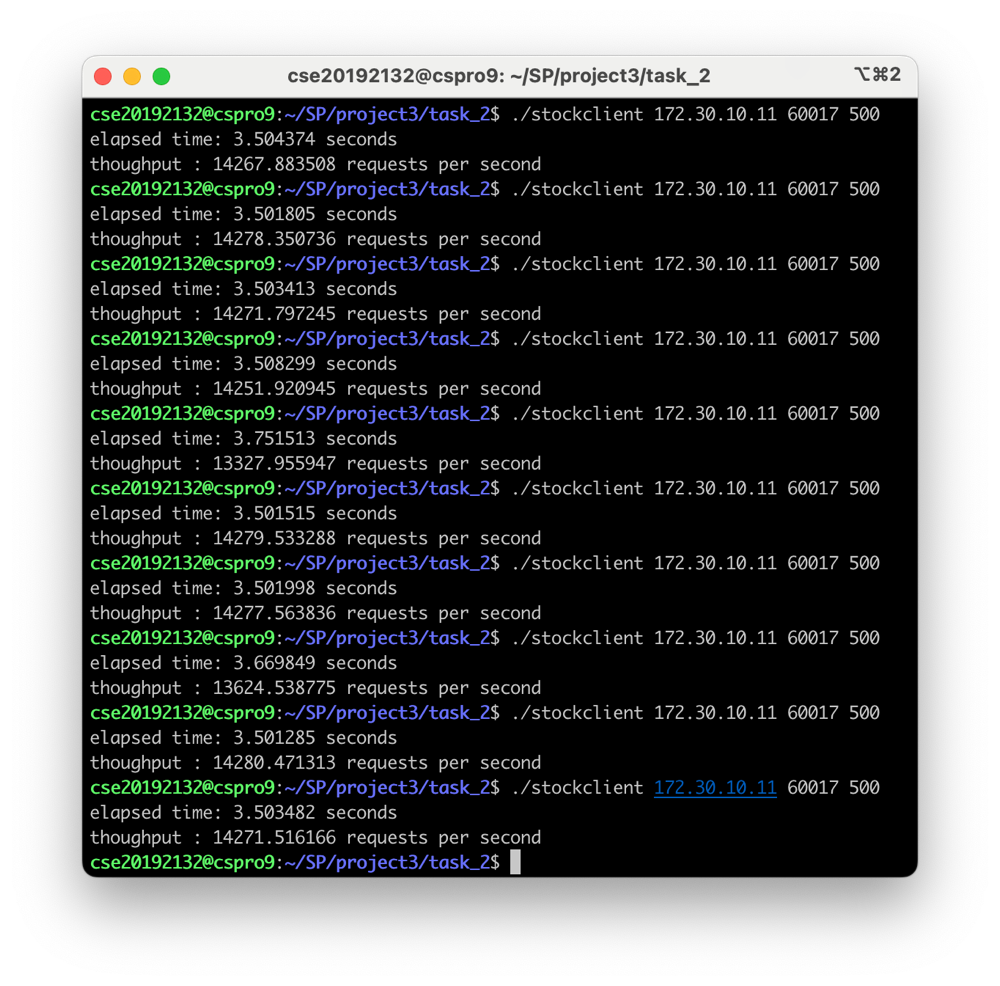 cse20192132@cspro9: ~/SP/project3/task_2 ⌥⌘2
cse20192132@cspro9:~/SP/project3/task_2$ ./stockclient 172.30.10.11 60017 500
elapsed time: 3.504374 seconds
thoughput : 14267.883508 requests per second
cse20192132@cspro9:~/SP/project3/task_2$ ./stockclient 172.30.10.11 60017 500
elapsed time: 3.501805 seconds
thoughput : 14278.350736 requests per second
cse20192132@cspro9:~/SP/project3/task_2$ ./stockclient 172.30.10.11 60017 500
elapsed time: 3.503413 seconds
thoughput : 14271.797245 requests per second
cse20192132@cspro9:~/SP/project3/task_2$ ./stockclient 172.30.10.11 60017 500
elapsed time: 3.508299 seconds
thoughput : 14251.920945 requests per second
cse20192132@cspro9:~/SP/project3/task_2$ ./stockclient 172.30.10.11 60017 500
elapsed time: 3.751513 seconds
thoughput : 13327.955947 requests per second
cse20192132@cspro9:~/SP/project3/task_2$ ./stockclient 172.30.10.11 60017 500
elapsed time: 3.501515 seconds
thoughput : 14279.533288 requests per second
cse20192132@cspro9:~/SP/project3/task_2$ ./stockclient 172.30.10.11 60017 500
elapsed time: 3.501998 seconds
thoughput : 14277.563836 requests per second
cse20192132@cspro9:~/SP/project3/task_2$ ./stockclient 172.30.10.11 60017 500
elapsed time: 3.669849 seconds
thoughput : 13624.538775 requests per second
cse20192132@cspro9:~/SP/project3/task_2$ ./stockclient 172.30.10.11 60017 500
elapsed time: 3.501285 seconds
thoughput : 14280.471313 requests per second
cse20192132@cspro9:~/SP/project3/task_2$ ./stockclient 172.30.10.11 60017 500
elapsed time: 3.503482 seconds
thoughput : 14271.516166 requests per second
cse20192132@cspro9:~/SP/project3/task_2$